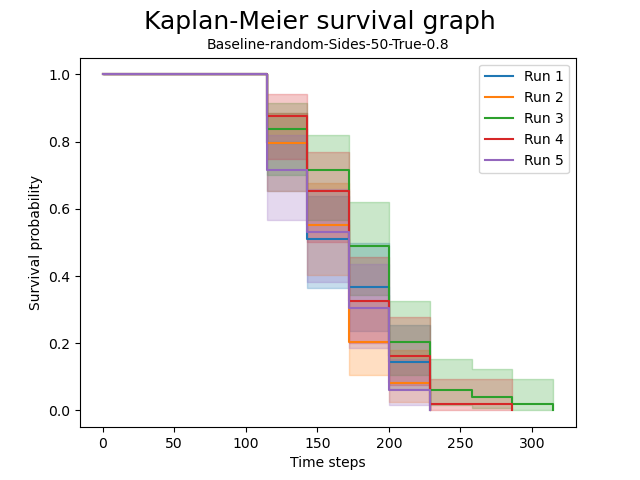 Kaplan-Meier survival graph
Baseline-random-Sides-50-True-0.8
Run 1
Run 2
Run 3
Run 4
Run 5
1.0
0.8
0.6
0.4
0.2
0.0
Survival probability
0 50 100 150 200 250 300
Time steps